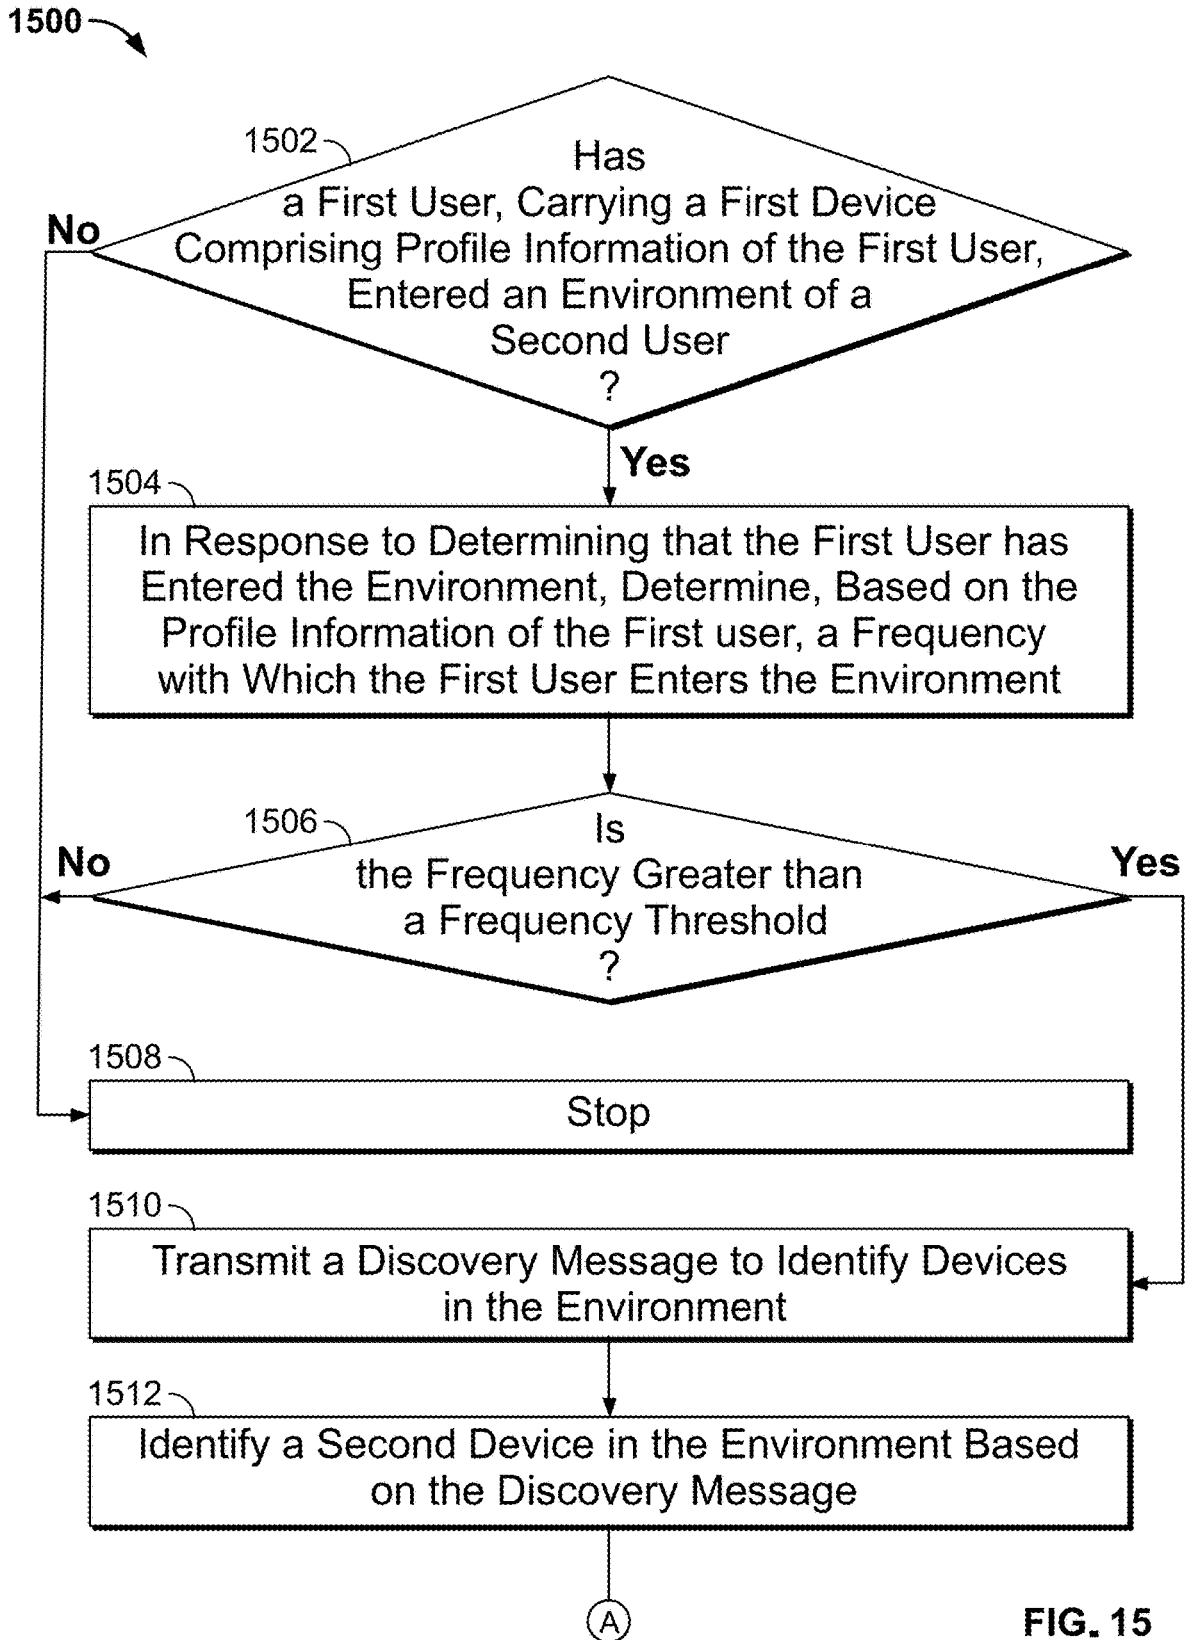 1500
1502
Has
a First User, Carrying a First Device
Comprising Profile Information of the First User,
Entered an Environment of a
Second User
?
No
Yes
1504
In Response to Determining that the First User has
Entered the Environment, Determine, Based on the
Profile Information of the First user, a Frequency
with Which the First User Enters the Environment
1506
Is
the Frequency Greater than
a Frequency Threshold
?
No
Yes
1508
Stop
1510
Transmit a Discovery Message to Identify Devices
in the Environment
1512
Identify a Second Device in the Environment Based
on the Discovery Message
A
FIG. 15